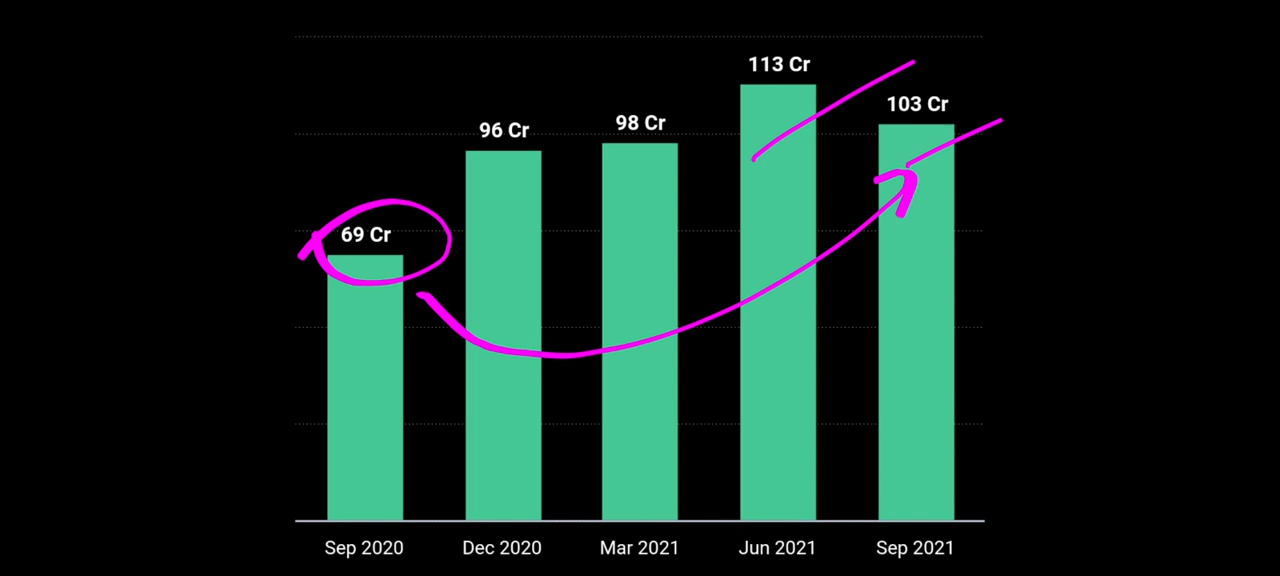 113 Cr
103 Cr
98 Cr
96 Cr
69 Cr
Sep 2020 Dec 2020 Mar 2021 Jun 2021 Sep 2021